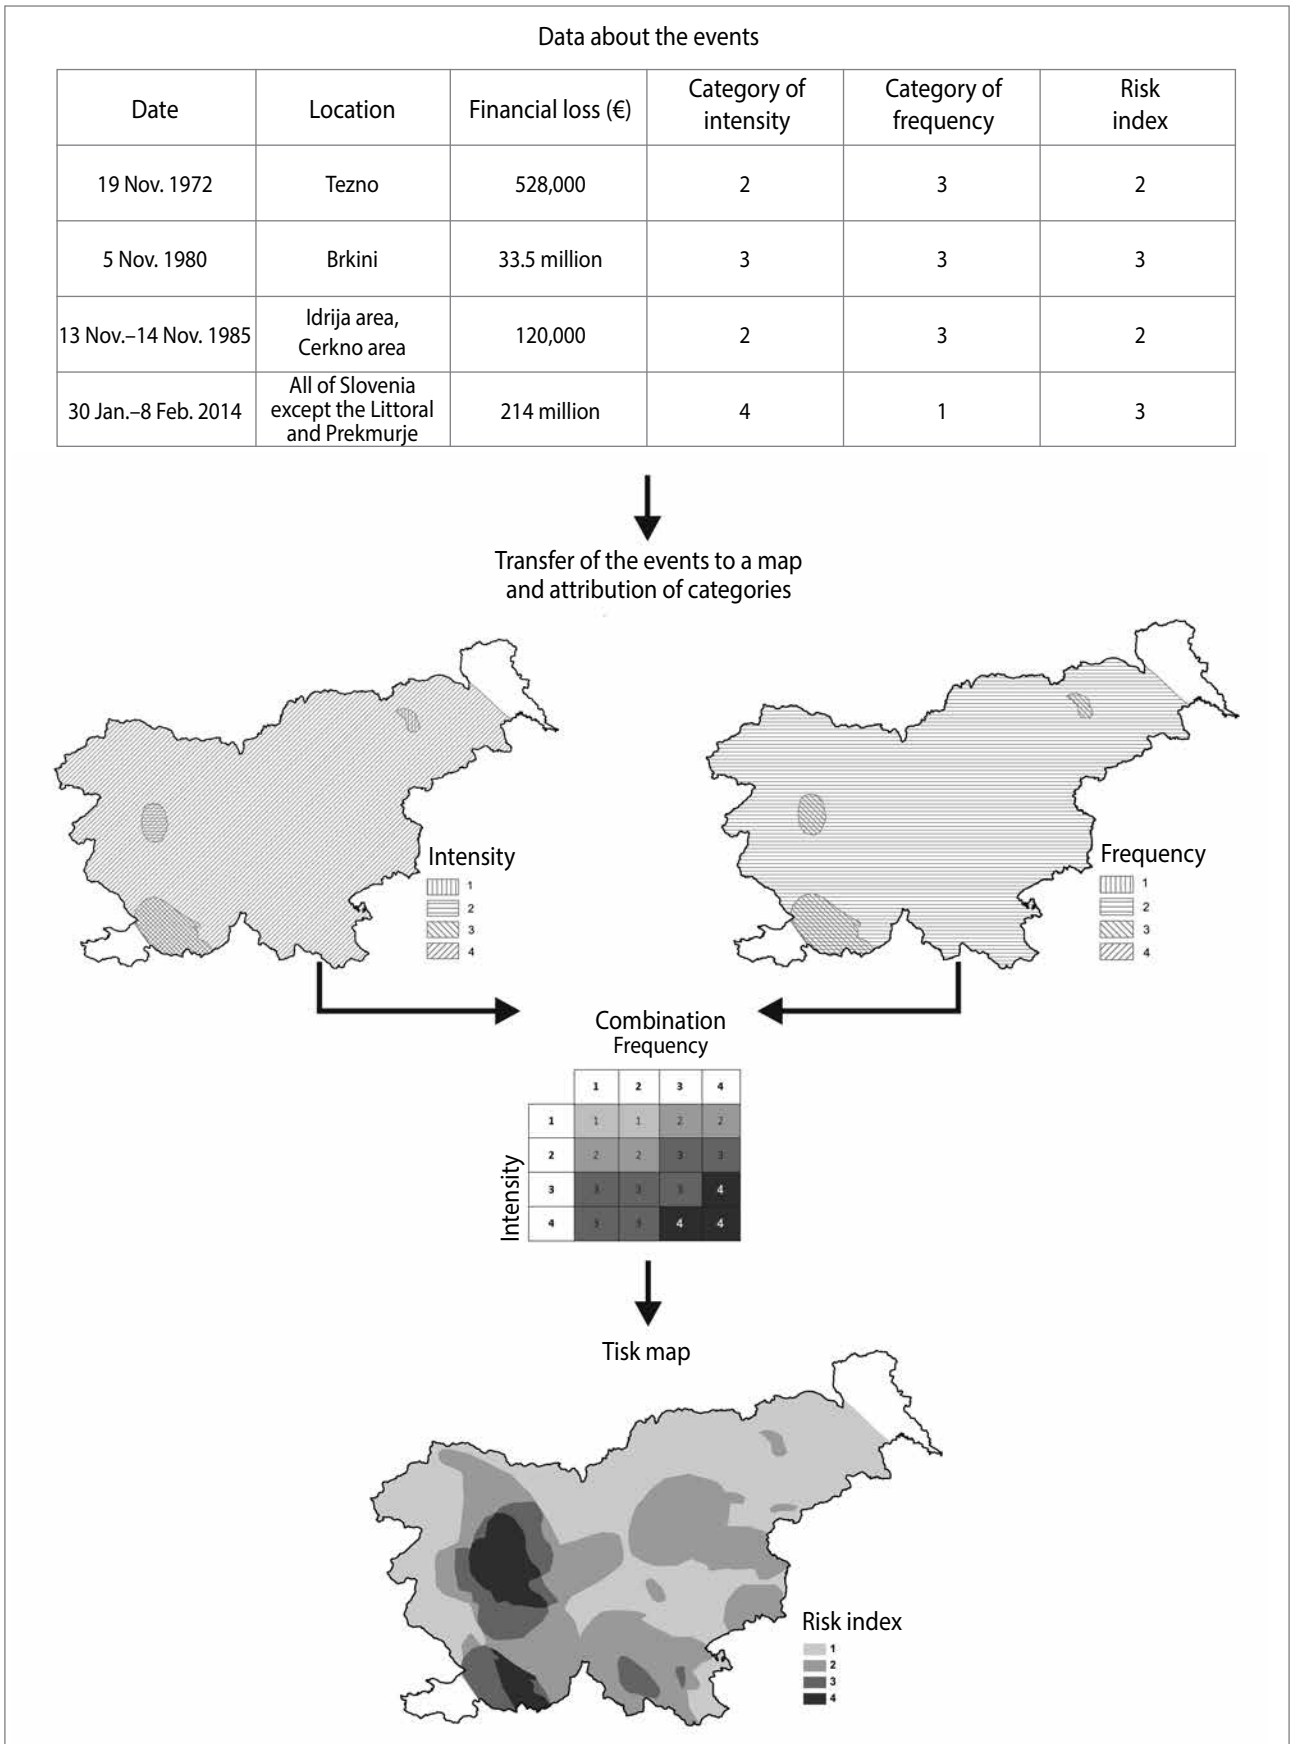 Data about the events
Date Location Financial loss (€) Category of intensity Category of frequency Risk index
19 Nov. 1972 Tezno 528,000 2 3 2
5 Nov. 1980 Brkini 33.5 million 3 3 3
13 Nov.–14 Nov. 1985 Idrija area, Cerkno area 120,000 2 3 2
30 Jan.–8 Feb. 2014 All of Slovenia except the Littoral and Prekmurje 214 million 4 1 3
Transfer of the events to a map
and attribution of categories
Intensity
1
2
3
4
Frequency
1
2
3
4
Combination
Frequency
1 2 3 4
Intensity
1 1 1 2 2
2 2 2 3 3
3 3 3 3 4
4 3 3 4 4
Tisk map
Risk index
1
2
3
4